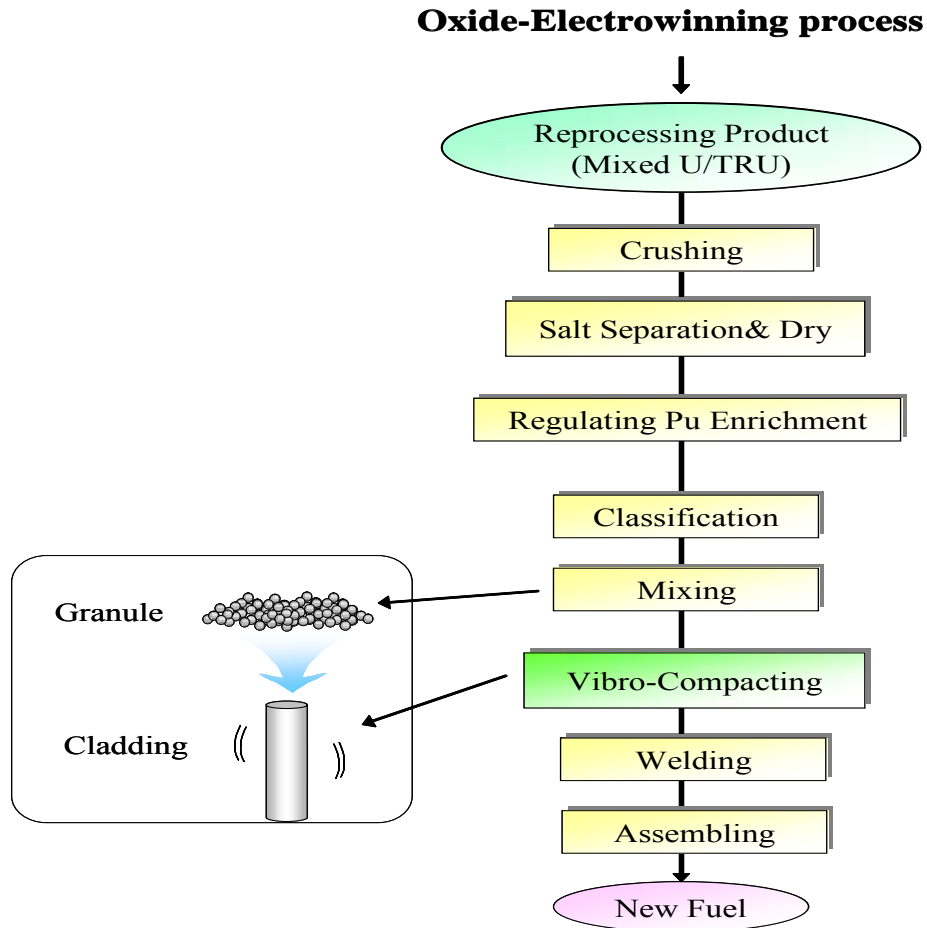 Oxide-Electrowinning process
Reprocessing Product
(Mixed U/TRU)
Crushing
Salt Separation& Dry
Regulating Pu Enrichment
Classification
Mixing
Granule
Vibro-Compacting
Cladding
Welding
Assembling
New Fuel